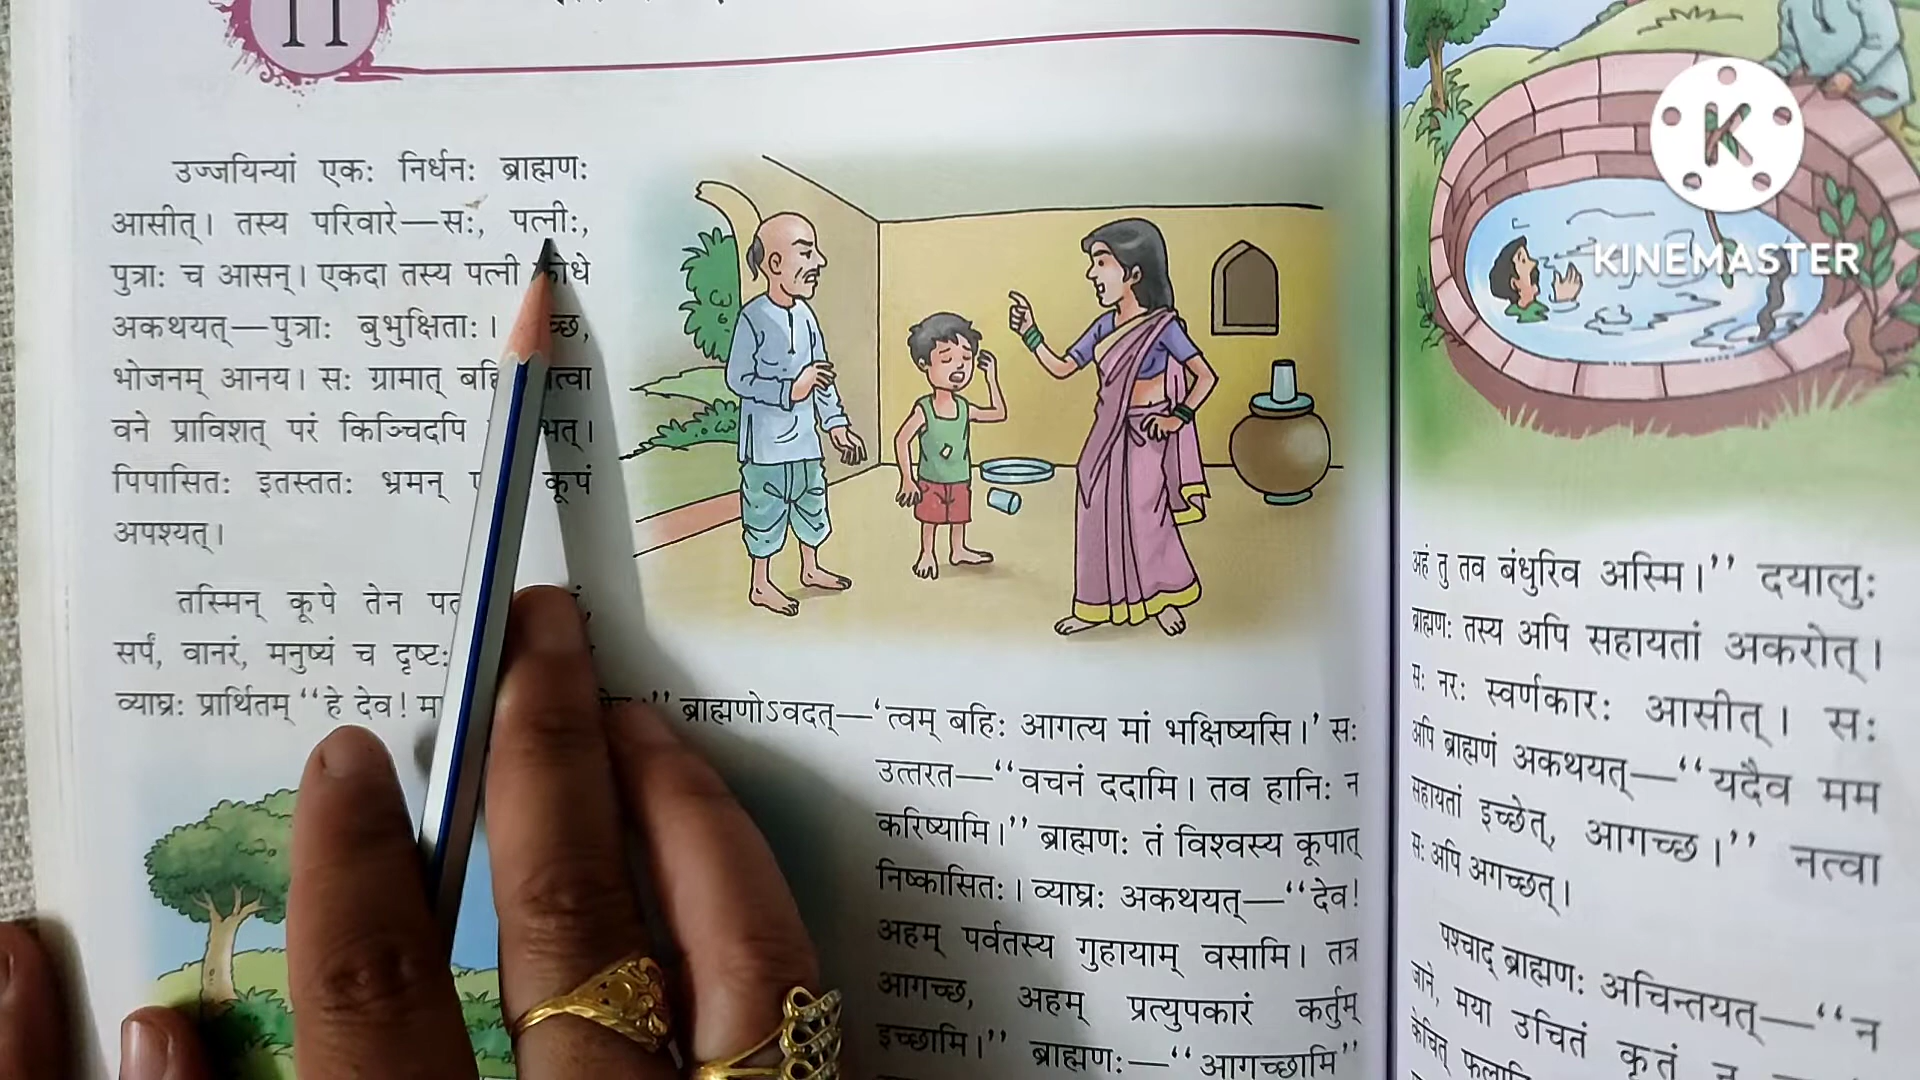 11
उज्जयिन्यां एकः निर्धनः ब्राह्मणः
आसीत्। तस्य परिवारे—सः, पत्नीः,
पुत्राः च आसन्। एकदा तस्य पत्नी
अकथयत्—पुत्राः बुभुक्षिताः।
भोजनम् आनय। सः ग्रामात्
वने प्राविशत् परं किञ्चिदपि
पिपासितः इतस्ततः भ्रमन् कूपं
अपश्यत्।
तस्मिन् कूपे तेन
सर्पं, वानरं, मनुष्यं च दृष्टः
व्याघ्रः प्रार्थितम् “हे देव! ” ब्राह्मणोऽवदत्—‘त्वम् बहिः आगत्य मां भक्षिष्यसि।’ सः
उत्तरत—“वचनं ददामि। तव हानिः न
करिष्यामि।” ब्राह्मणः तं विश्वस्य कूपात्
निष्कासितः। व्याघ्रः अकथयत्—“देव!
अहम् पर्वतस्य गुहायाम् वसामि। तत्र
आगच्छ, अहम् प्रत्युपकारं कर्तुम्
इच्छामि।” ब्राह्मणः—“आगच्छामि”
अहं तु तव बंधुरिव अस्मि।” दयालुः
ब्राह्मणः तस्य अपि सहायतां अकरोत्।
सः नरः स्वर्णकारः आसीत्। सः
अपि ब्राह्मणं अकथयत्—“यदैव मम
सहायतां इच्छेत्, आगच्छ।” नत्वा
सः अपि अगच्छत्।
पश्चाद् ब्राह्मणः अचिन्तयत्—“न
जाने, मया उचितं कृतं न
केचित्
KINEMASTER